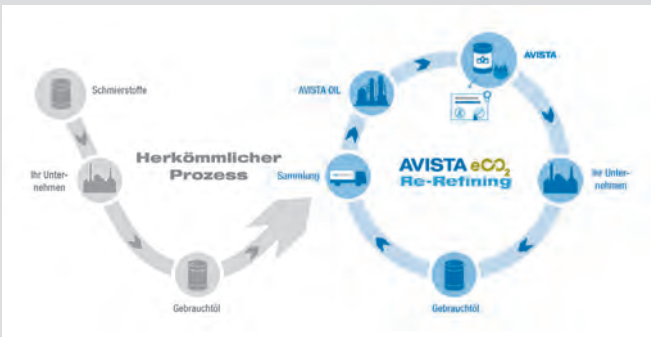 Schmierstoffe
Ihr Unter-
nehmen
Herkömmlicher
Prozess
Gebrauchtöl
AVISTA
AVISTA OIL
Sammlung
AVISTA eCO₂
Re-Refining
Ihr Unter-
nehmen
Gebrauchtöl